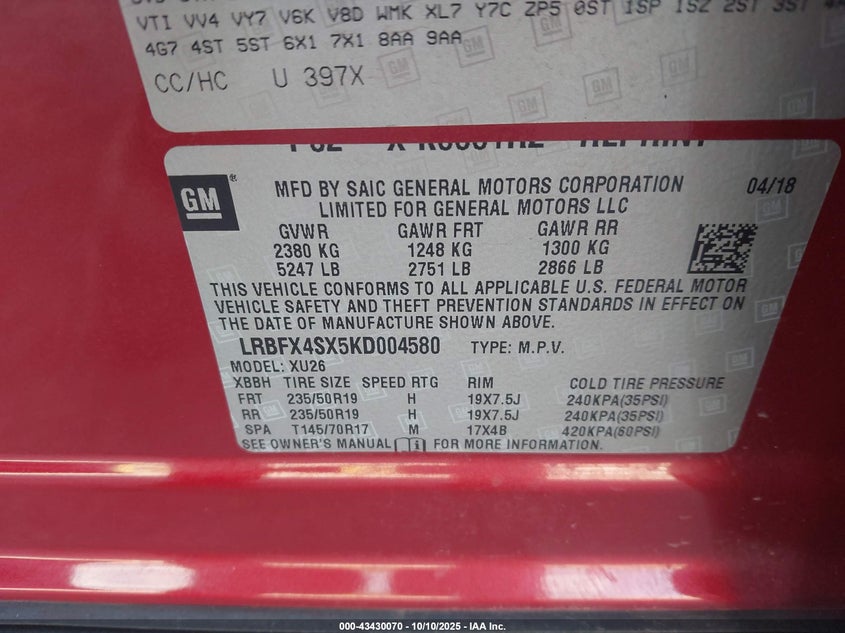 VTI VV4 VY7 V6K V8D WMK XL7 Y7C ZP5 0ST 1SP 1SZ 2ST 3ST
4G7 4ST 5ST 6X1 7X1 8AA 9AA
CC/HC U 397X
GM
MFD BY SAIC GENERAL MOTORS CORPORATION 04/18
LIMITED FOR GENERAL MOTORS LLC
GVWR GAWR FRT GAWR RR
2380 KG 1248 KG 1300 KG
5247 LB 2751 LB 2866 LB
THIS VEHICLE CONFORMS TO ALL APPLICABLE U.S. FEDERAL MOTOR
VEHICLE SAFETY AND THEFT PREVENTION STANDARDS IN EFFECT ON
THE DATE OF MANUFACTURE SHOWN ABOVE.
LRBFX4SX5KD004580 TYPE: M.P.V.
MODEL: XU26
XBBH TIRE SIZE SPEED RTG RIM COLD TIRE PRESSURE
FRT 235/50R19 H 19X7.5J 240KPA(35PSI)
RR 235/50R19 H 19X7.5J 240KPA(35PSI)
SPA T145/70R17 M 17X4B 420KPA(60PSI)
SEE OWNER'S MANUAL FOR MORE INFORMATION.
000-43430070 - 10/10/2025 - IAA Inc.